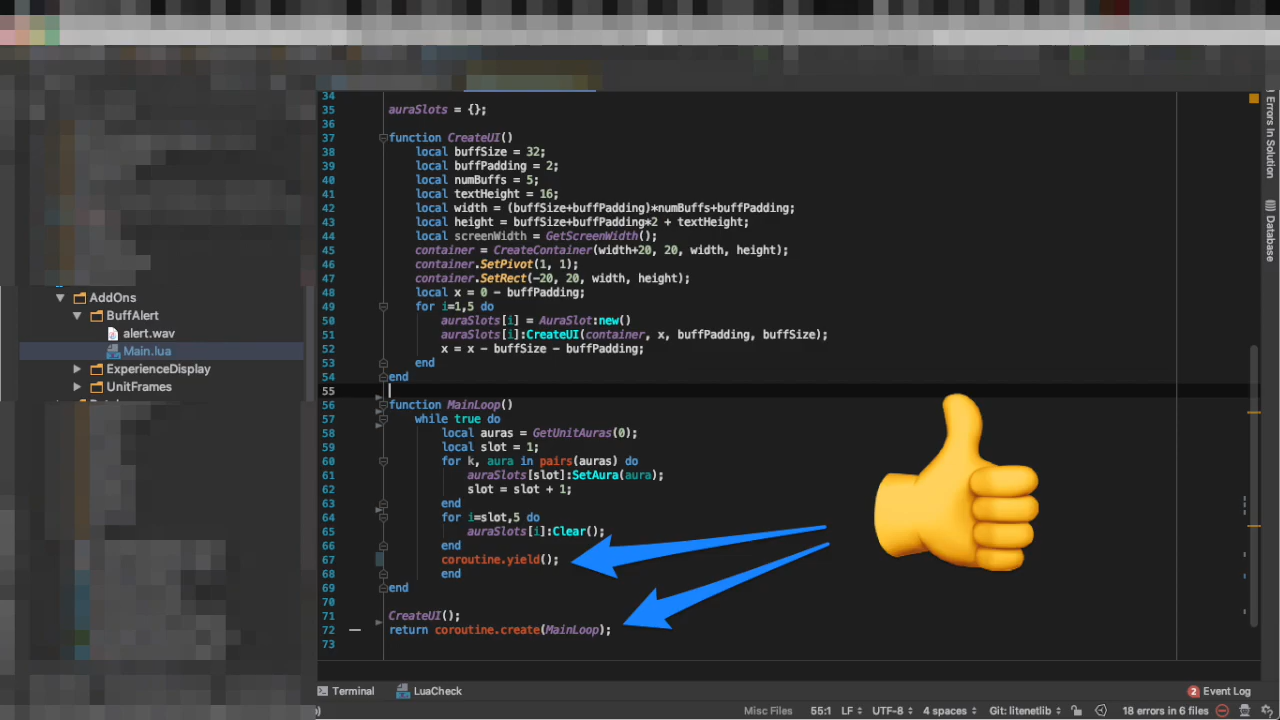 AddOns
BuffAlert
alert.wav
Main.lua
ExperienceDisplay
UnitFrames
34
35 auraSlots = {};
36
37 function CreateUI()
38 local buffSize = 32;
39 local buffPadding = 2;
40 local numBuffs = 5;
41 local textHeight = 16;
42 local width = (buffSize+buffPadding)*numBuffs+buffPadding;
43 local height = buffSize+buffPadding*2 + textHeight;
44 local screenWidth = GetScreenWidth();
45 container = CreateContainer(width+20, 20, width, height);
46 container.SetPivot(1, 1);
47 container.SetRect(-20, 20, width, height);
48 local x = 0 - buffPadding;
49 for i=1,5 do
50 auraSlots[i] = AuraSlot:new()
51 auraSlots[i]:CreateUI(container, x, buffPadding, buffSize);
52 x = x - buffSize - buffPadding;
53 end
54 end
55
56 function MainLoop()
57 while true do
58 local auras = GetUnitAuras(0);
59 local slot = 1;
60 for k, aura in pairs(auras) do
61 auraSlots[slot]:SetAura(aura);
62 slot = slot + 1;
63 end
64 for i=slot,5 do
65 auraSlots[i]:Clear();
66 end
67 coroutine.yield();
68 end
69 end
70
71 CreateUI();
72 return coroutine.create(MainLoop);
73
Errors In Solution
Database
Terminal LuaCheck 2 Event Log
Misc Files 55:1 LF UTF-8 4 spaces Git: litenetlib 18 errors in 6 files